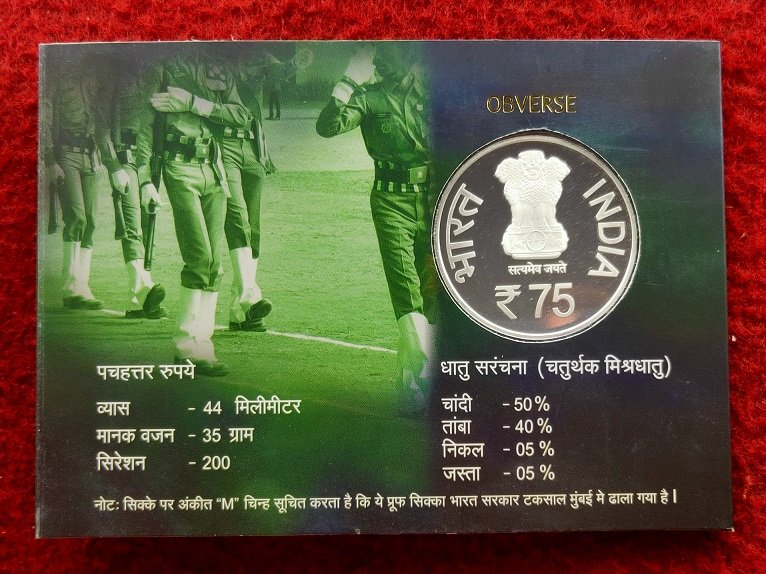 OBVERSE
भारत
INDIA
सत्यमेव जयते
₹ 75
पचहत्तर रुपये
व्यास - 44 मिलीमीटर
मानक वजन - 35 ग्राम
सिरेशन - 200
धातु सरंचना (चतुर्थक मिश्रधातु)
चांदी - 50 %
तांबा - 40 %
निकल - 05 %
जस्ता - 05 %
नोट: सिक्के पर अंकीत “M” चिन्ह सूचित करता है कि ये प्रूफ सिक्का भारत सरकार टकसाल मुंबई मे ढाला गया है।